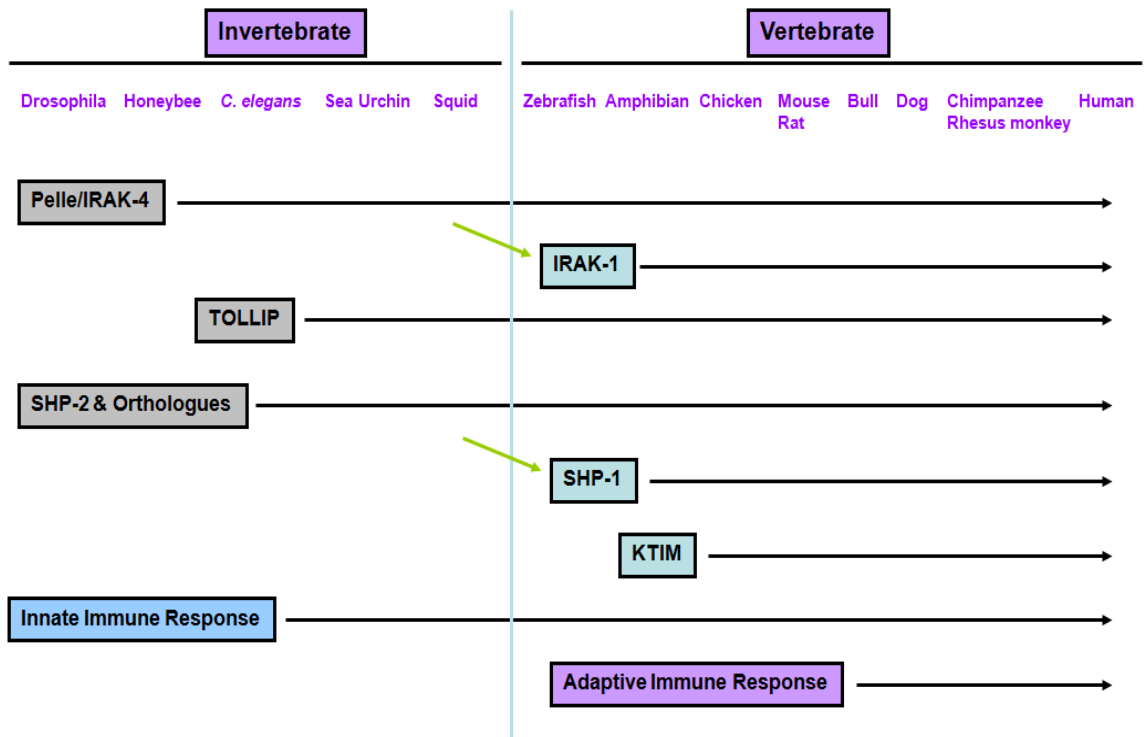 Invertebrate Vertebrate
Drosophila Honeybee C. elegans Sea Urchin Squid Zebrafish Amphibian Chicken Mouse Bull Dog Chimpanzee Human
Rat Rhesus monkey
Pelle/IRAK-4
IRAK-1
TOLLIP
SHP-2 & Orthologues
SHP-1
KTIM
Innate Immune Response
Adaptive Immune Response